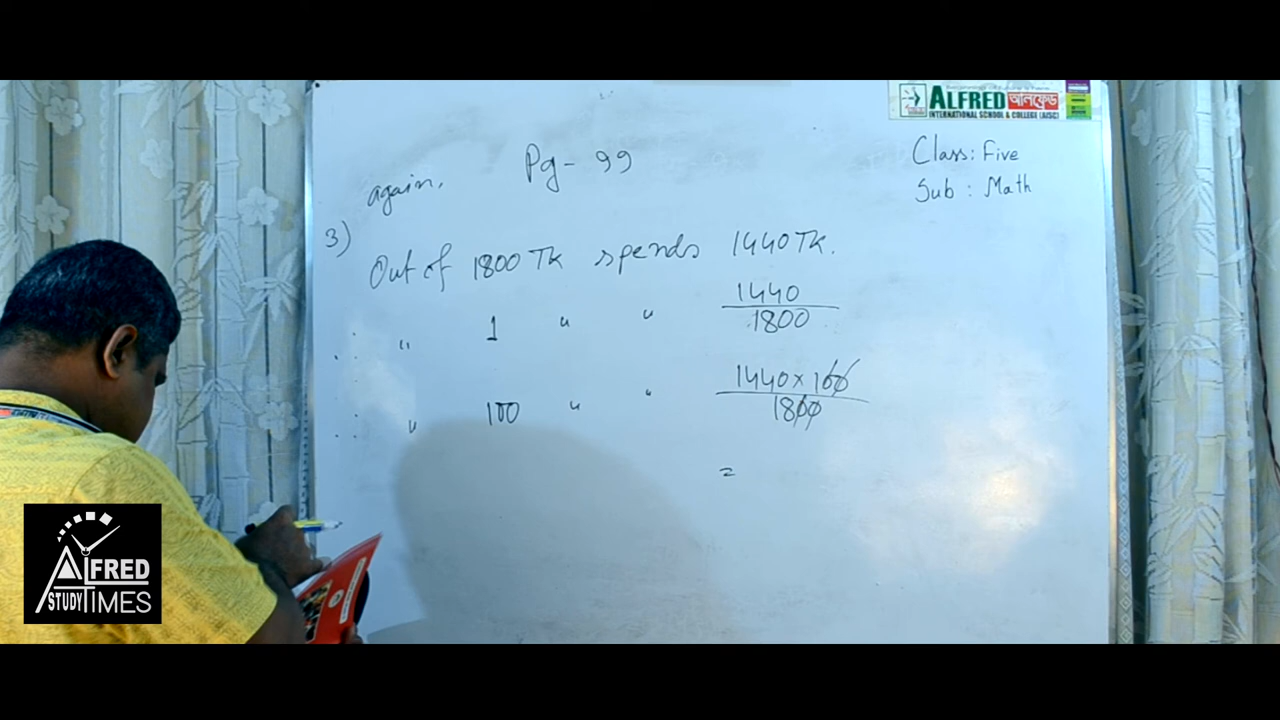 ALFRED আলফ্রেড
INTERNATIONAL SCHOOL & COLLEGE (AISC)
Class: Five
Sub : Math
Pg - 99
again,
3)
Out of 1800 TK spends 1440 TK.
" 1 " " 1440/1800
" 100 " " 1440 x 100/1800
=
ALFRED
STUDY TIMES